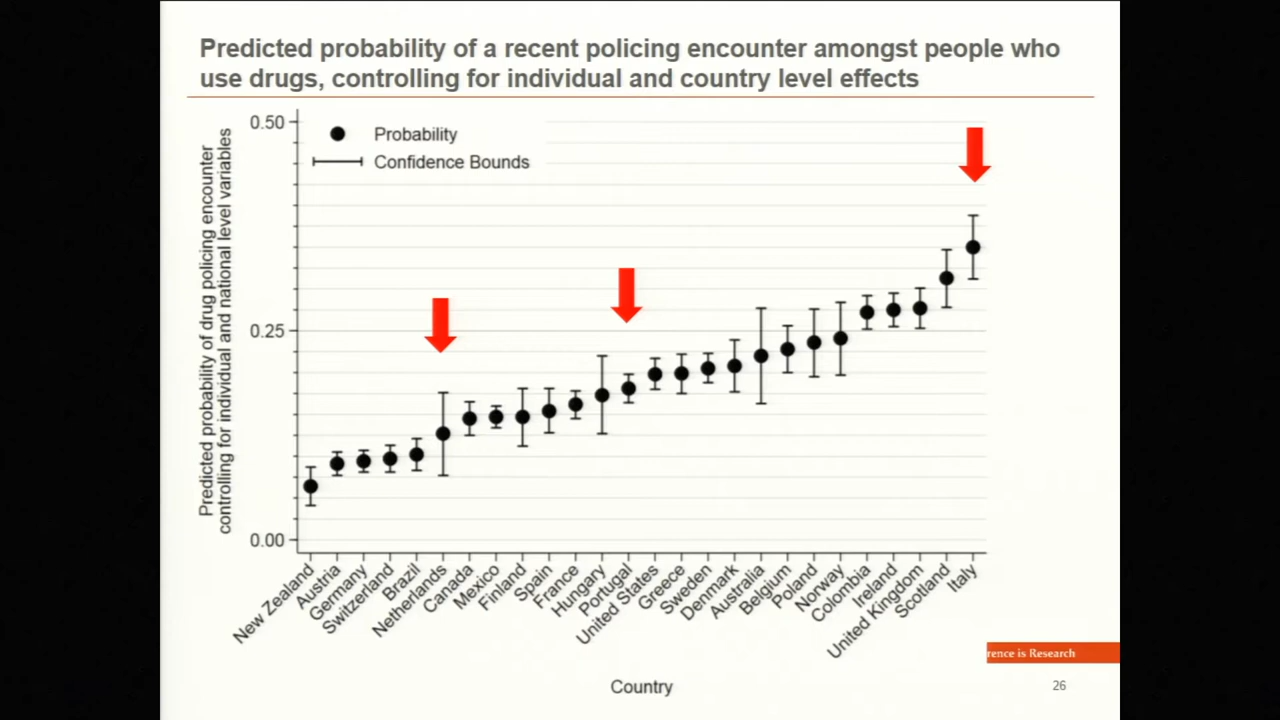 Predicted probability of a recent policing encounter amongst people who
use drugs, controlling for individual and country level effects
Predicted probability of drug policing encounter
controlling for individual and national level variables
0.50
0.25
0.00
Probability
Confidence Bounds
New Zealand
Austria
Germany
Switzerland
Brazil
Netherlands
Canada
Mexico
Finland
Spain
France
Hungary
Portugal
United States
Greece
Sweden
Denmark
Australia
Belgium
Poland
Norway
Colombia
Ireland
United Kingdom
Scotland
Italy
Country
rence is Research
26